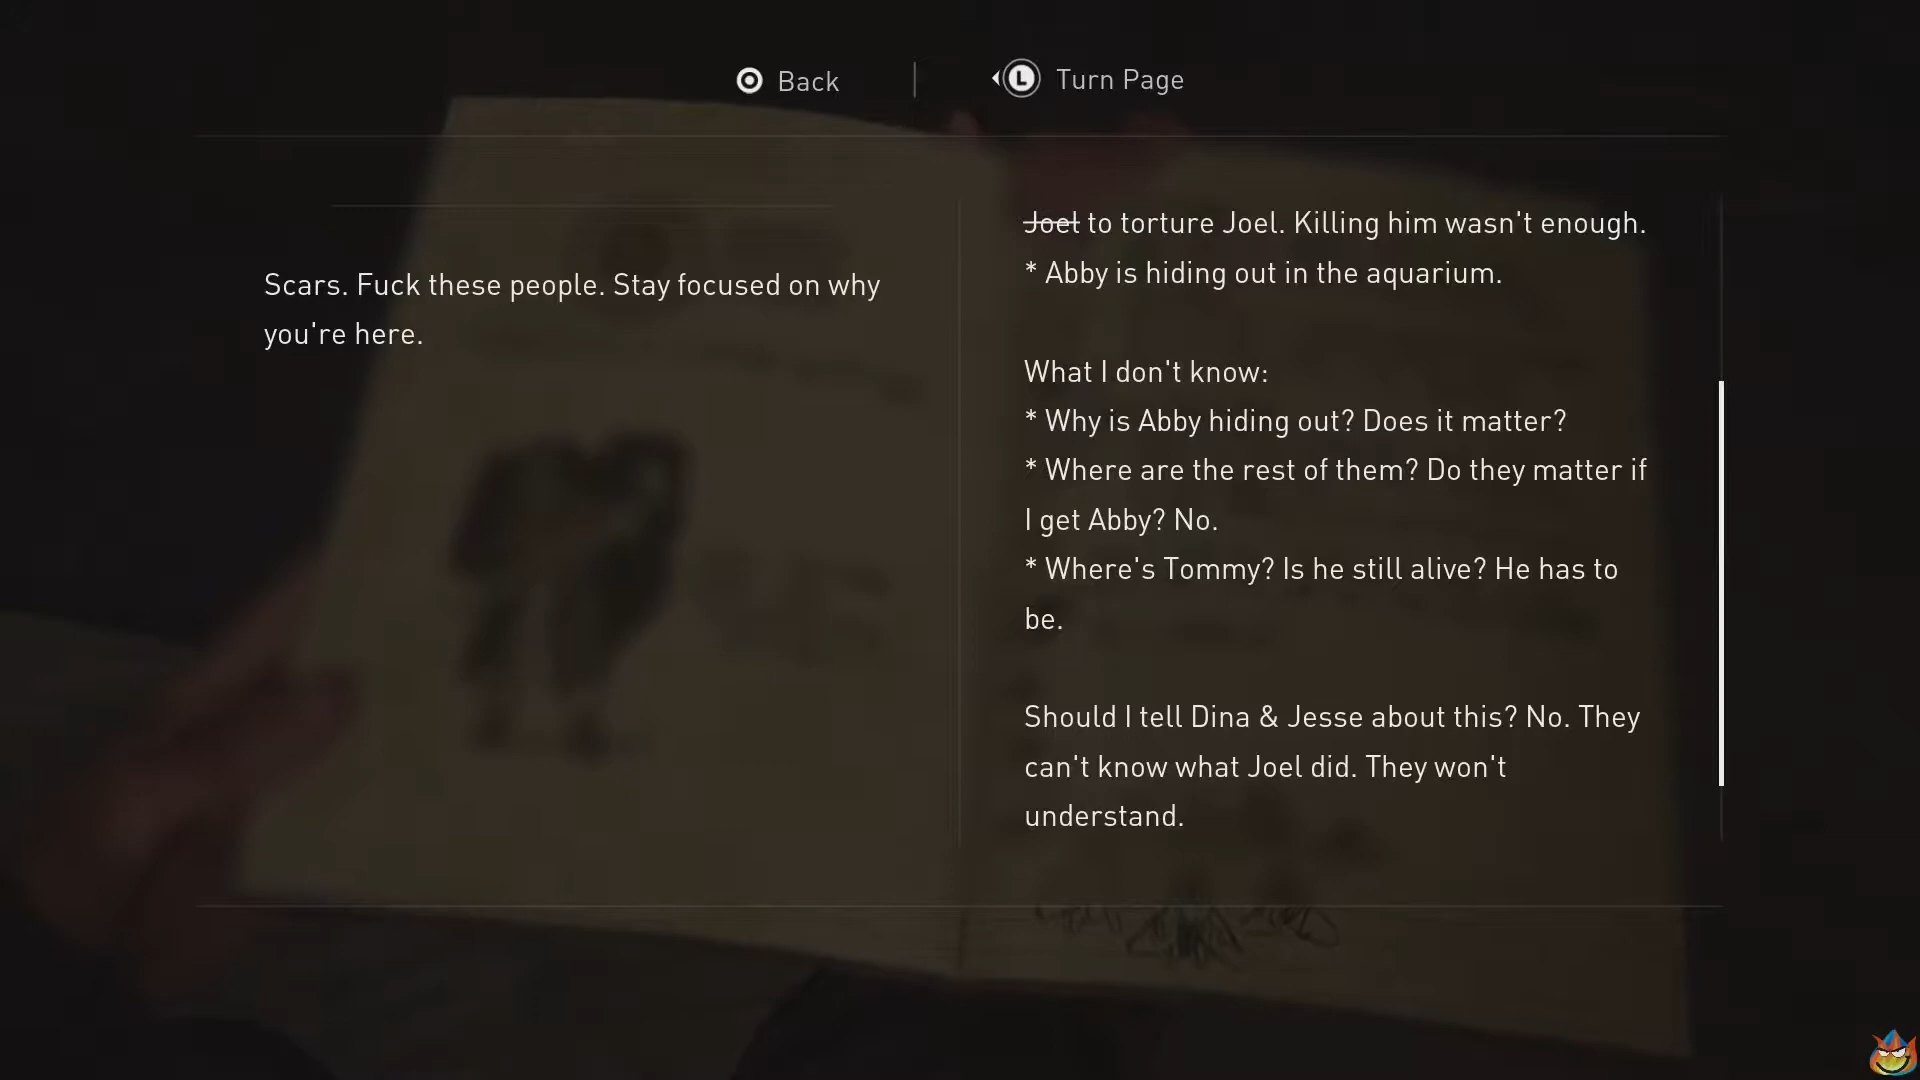 Back
L Turn Page
Scars. Fuck these people. Stay focused on why
you're here.
Joel to torture Joel. Killing him wasn't enough.
* Abby is hiding out in the aquarium.
What I don't know:
* Why is Abby hiding out? Does it matter?
* Where are the rest of them? Do they matter if
I get Abby? No.
* Where's Tommy? Is he still alive? He has to
be.
Should I tell Dina & Jesse about this? No. They
can't know what Joel did. They won't
understand.